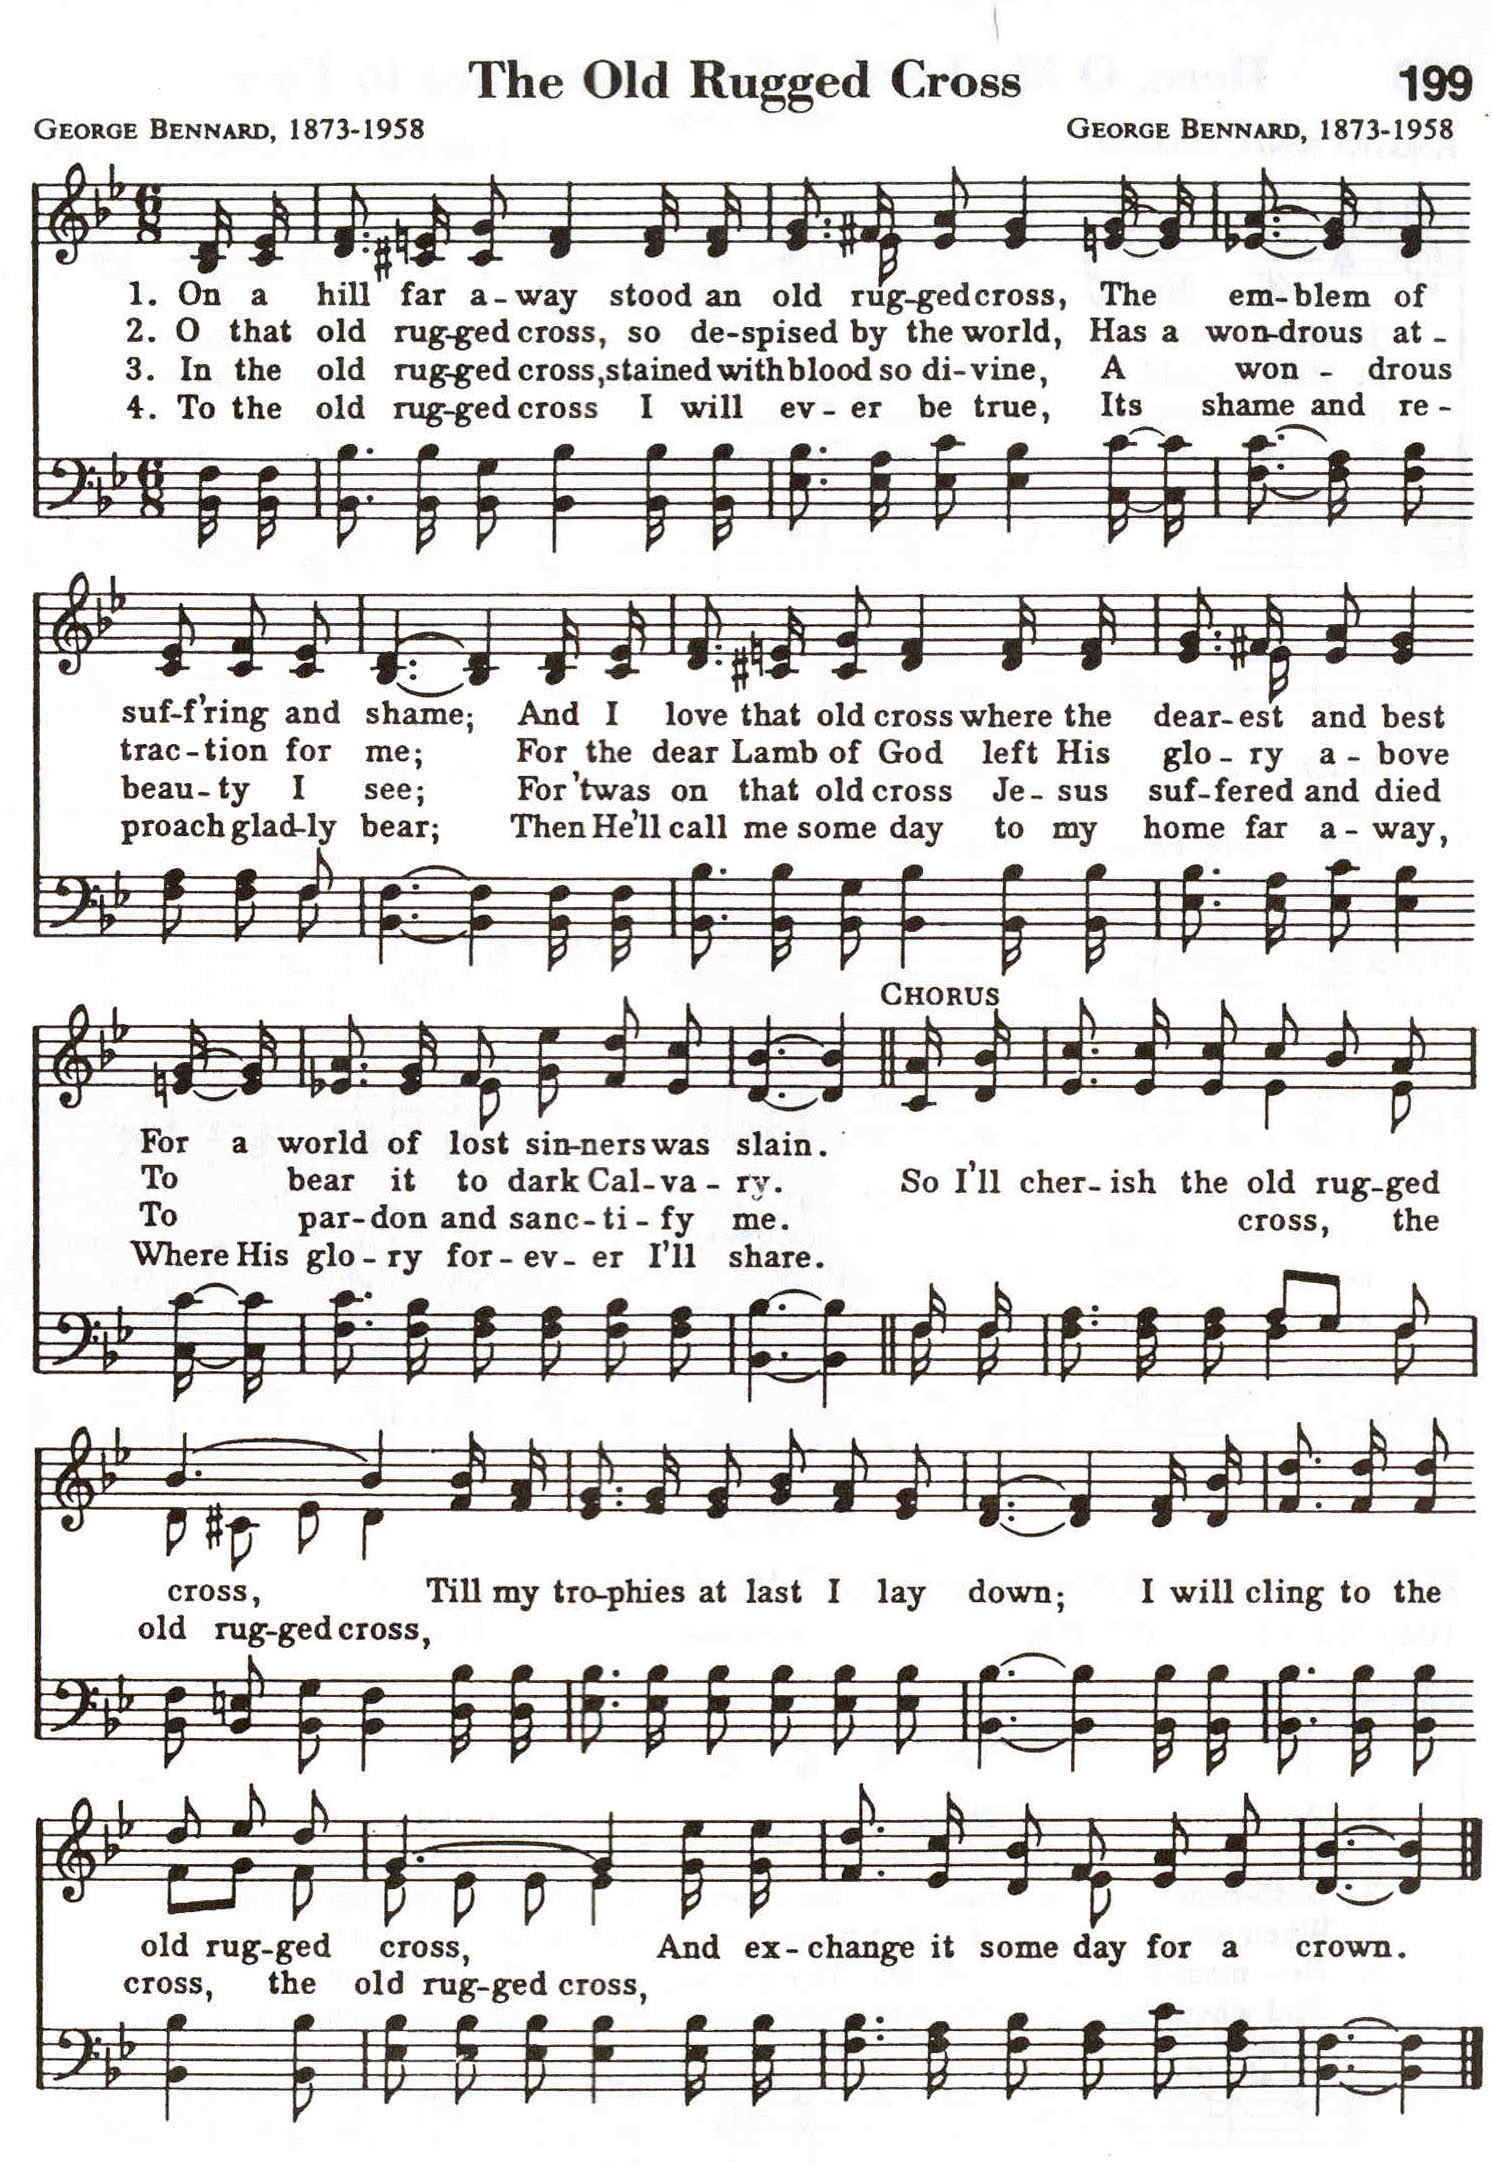 The Old Rugged Cross 199
GEORGE BENNARD, 1873-1958 GEORGE BENNARD, 1873-1958
1. On a hill far a-way stood an old rug-ged cross, The em-blem of
2. O that old rug-ged cross, so de-spised by the world, Has a won-drous at-
3. In the old rug-ged cross, stained with blood so di-vine, A won-drous
4. To the old rug-ged cross I will ev-er be true, Its shame and re-
suf-f'ring and shame; And I love that old cross where the dear-est and best
trac-tion for me; For the dear Lamb of God left His glo-ry a-bove
beau-ty I see; For 'twas on that old cross Je-sus suf-fered and died
proach glad-ly bear; Then He'll call me some day to my home far a-way,
CHORUS
For a world of lost sin-ners was slain.
To bear it to dark Cal-va-ry. So I'll cher-ish the old rug-ged
To par-don and sanc-ti-fy me. cross, the
Where His glo-ry for-ev-er I'll share.
cross, Till my tro-phies at last I lay down; I will cling to the
old rug-ged cross,
old rug-ged cross, And ex-change it some day for a crown.
cross, the old rug-ged cross,